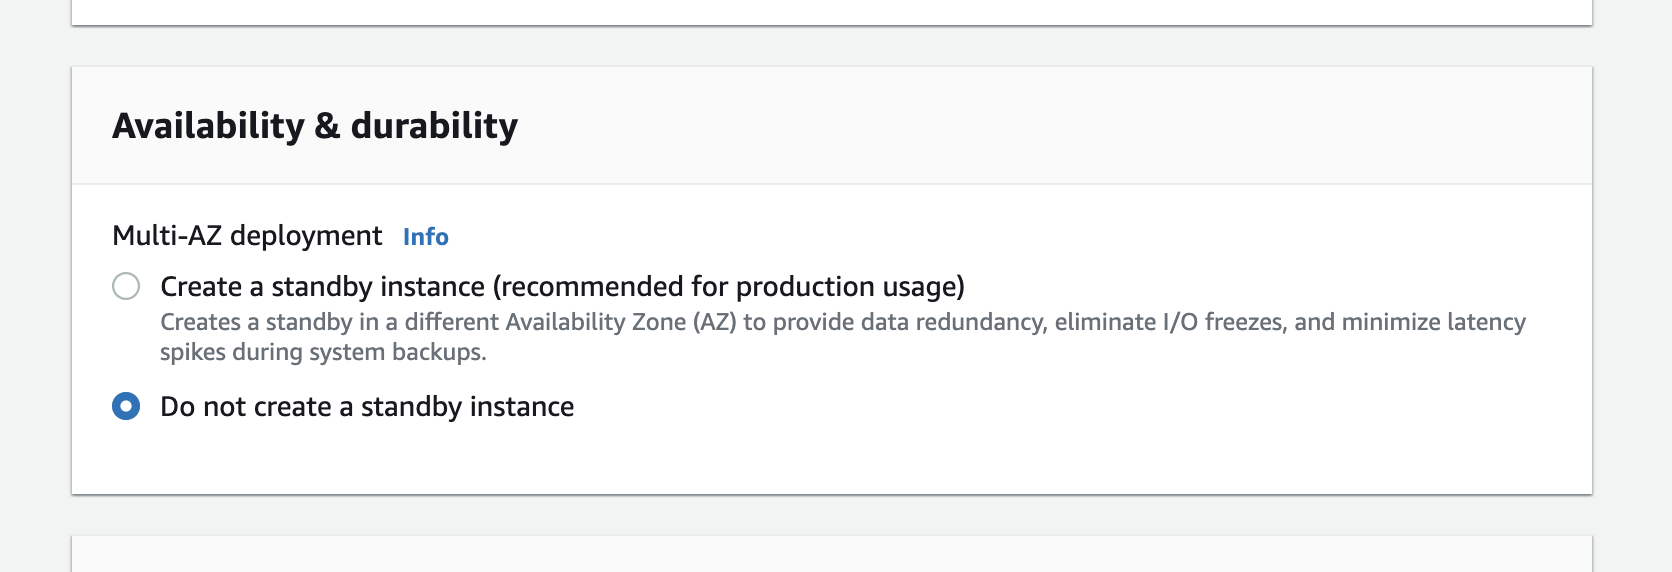 Availability & durability
Multi-AZ deployment Info
Create a standby instance (recommended for production usage)
Creates a standby in a different Availability Zone (AZ) to provide data redundancy, eliminate I/O freezes, and minimize latency
spikes during system backups.
Do not create a standby instance